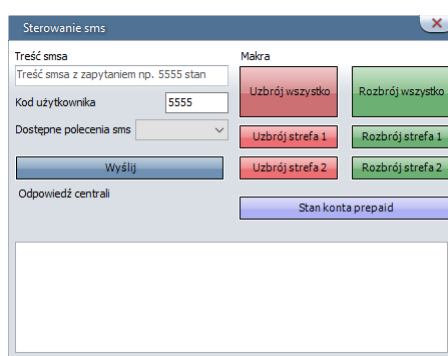 Sterowanie sms
Treść smsa
Treść smsa z zapytaniem np. 5555 stan
Kod użytkownika 5555
Dostępne polecenia sms
Wyślij
Odpowiedź centrali
Makra
Uzbrój wszystko Rozbrój wszystko
Uzbrój strefa 1 Rozbrój strefa 1
Uzbrój strefa 2 Rozbrój strefa 2
Stan konta prepaid